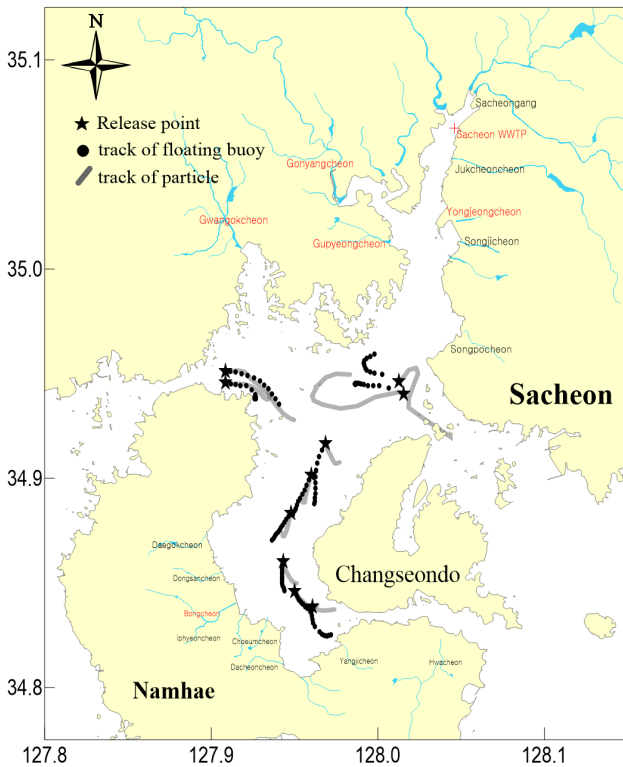 35.1
N
Release point
track of floating buoy
track of particle
Sacheongang
Sacheon WWTP
Gonyangcheon
Jukcheoncheon
Gwangokcheon
Yongjeongcheon
Gupyeongcheon
Songjicheon
35.0
Songpocheon
Sacheon
34.9
Daegokcheon
Changseondo
Dongsancheon
Bongcheon
Iphyeoncheon
Choeumcheon
Dacheoncheon
Yangjicheon
Hwacheon
Namhae
34.8
127.8
127.9
128.0
128.1